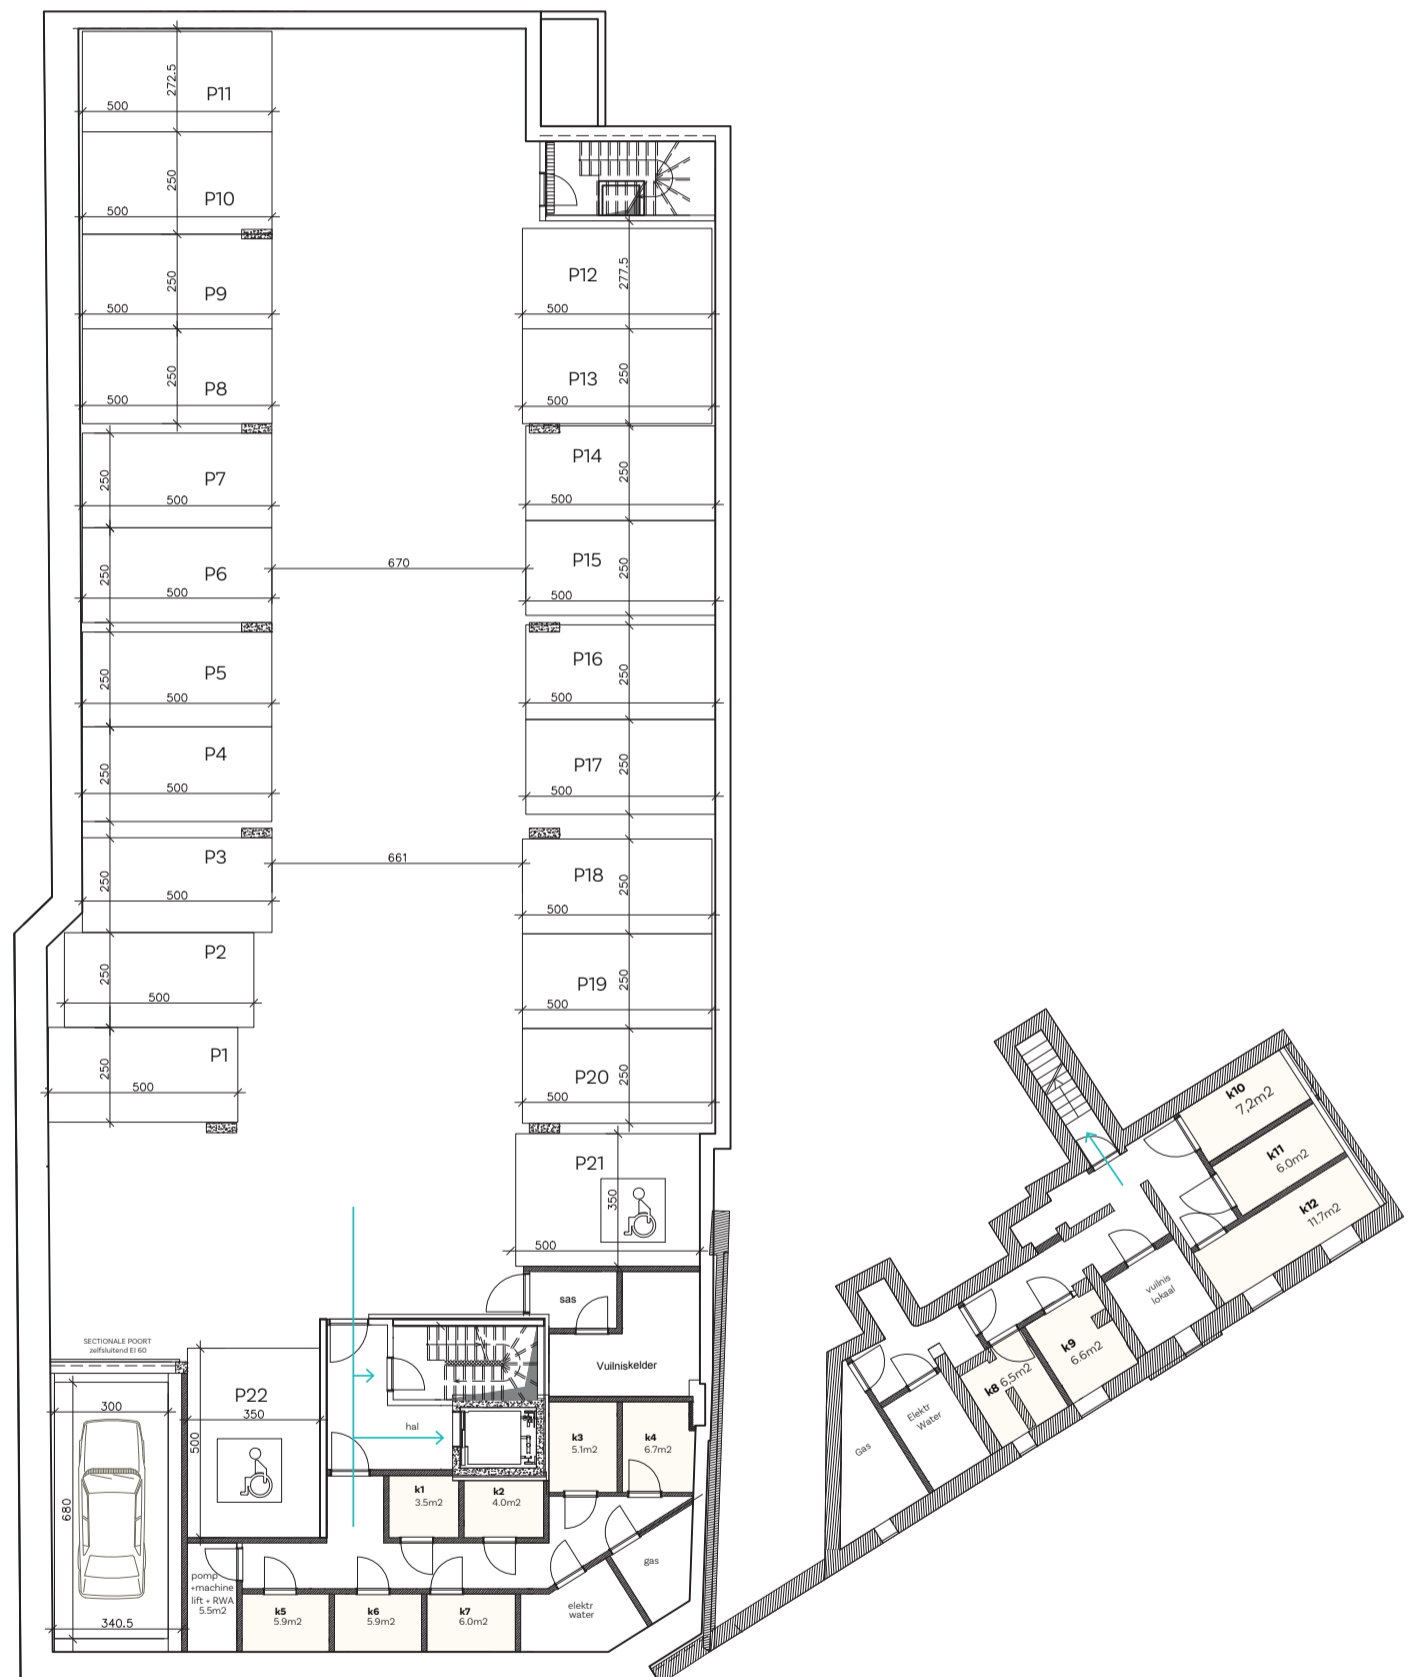 272.5
P11
500
250
P10
500
250
P9
500
250
P8
500
250
P7
500
250
P6
500
250
P5
500
250
P4
500
250
P3
500
250
P2
500
250
P1
500
670
661
277.5
P12
500
P13
250
500
P14
250
500
P15
250
500
P16
250
500
P17
250
500
P18
250
500
P19
250
500
P20
250
500
P21
350
500
sas
Vuilniskelder
SECTIONALE POORT
zelfsluitend EI 60
300
680
340.5
P22
350
500
hal
k1
3.5m2
k2
4.0m2
k3
5.1m2
k4
6.7m2
pomp
+machine
lift + RWA
5.5m2
k5
5.9m2
k6
5.9m2
k7
6.0m2
elektr
water
gas
k10
7,2m2
k11
6.0m2
k12
11.7m2
vuilnis
lokaal
k9
6.6m2
k8 6,5m2
Elektr
Water
Gas